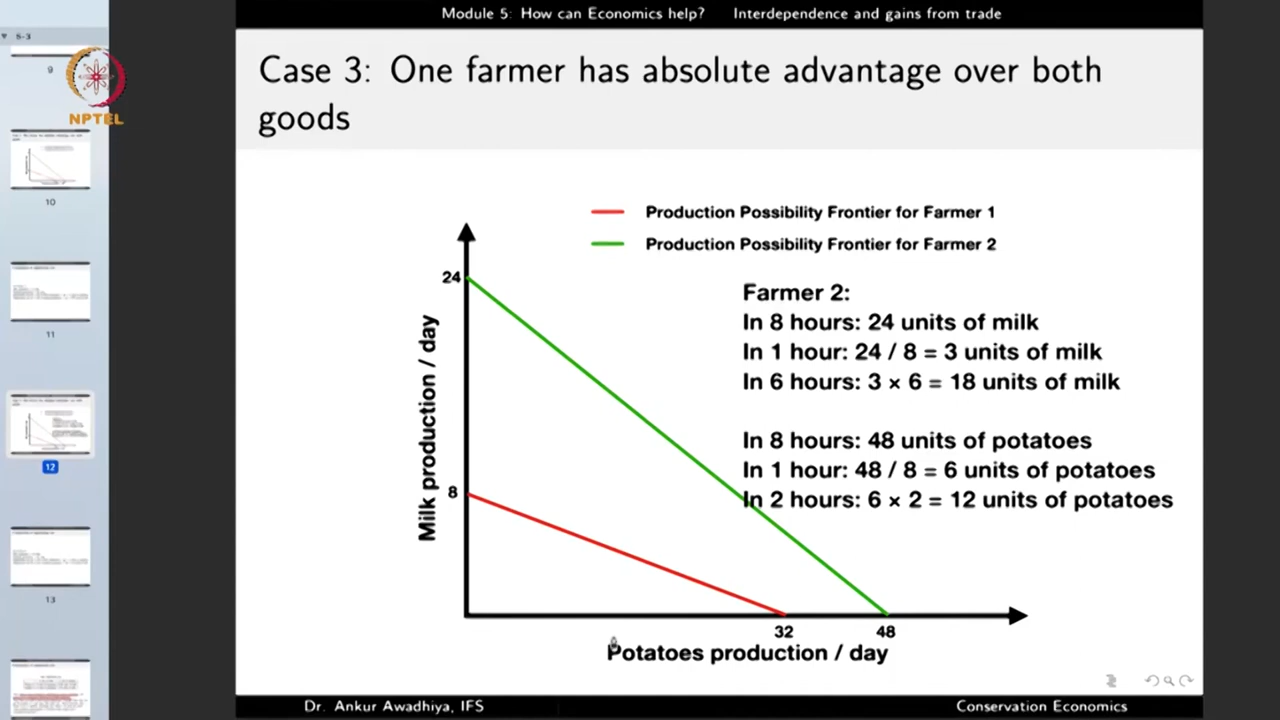 Module 5: How can Economics help? Interdependence and gains from trade
5-3
NPTEL
9
10
11
12
13
Case 3: One farmer has absolute advantage over both
goods
Production Possibility Frontier for Farmer 1
Production Possibility Frontier for Farmer 2
24
8
Milk production / day
Farmer 2:
In 8 hours: 24 units of milk
In 1 hour: 24 / 8 = 3 units of milk
In 6 hours: 3 × 6 = 18 units of milk
In 8 hours: 48 units of potatoes
In 1 hour: 48 / 8 = 6 units of potatoes
In 2 hours: 6 × 2 = 12 units of potatoes
32 48
Potatoes production / day
Dr. Ankur Awadhiya, IFS Conservation Economics